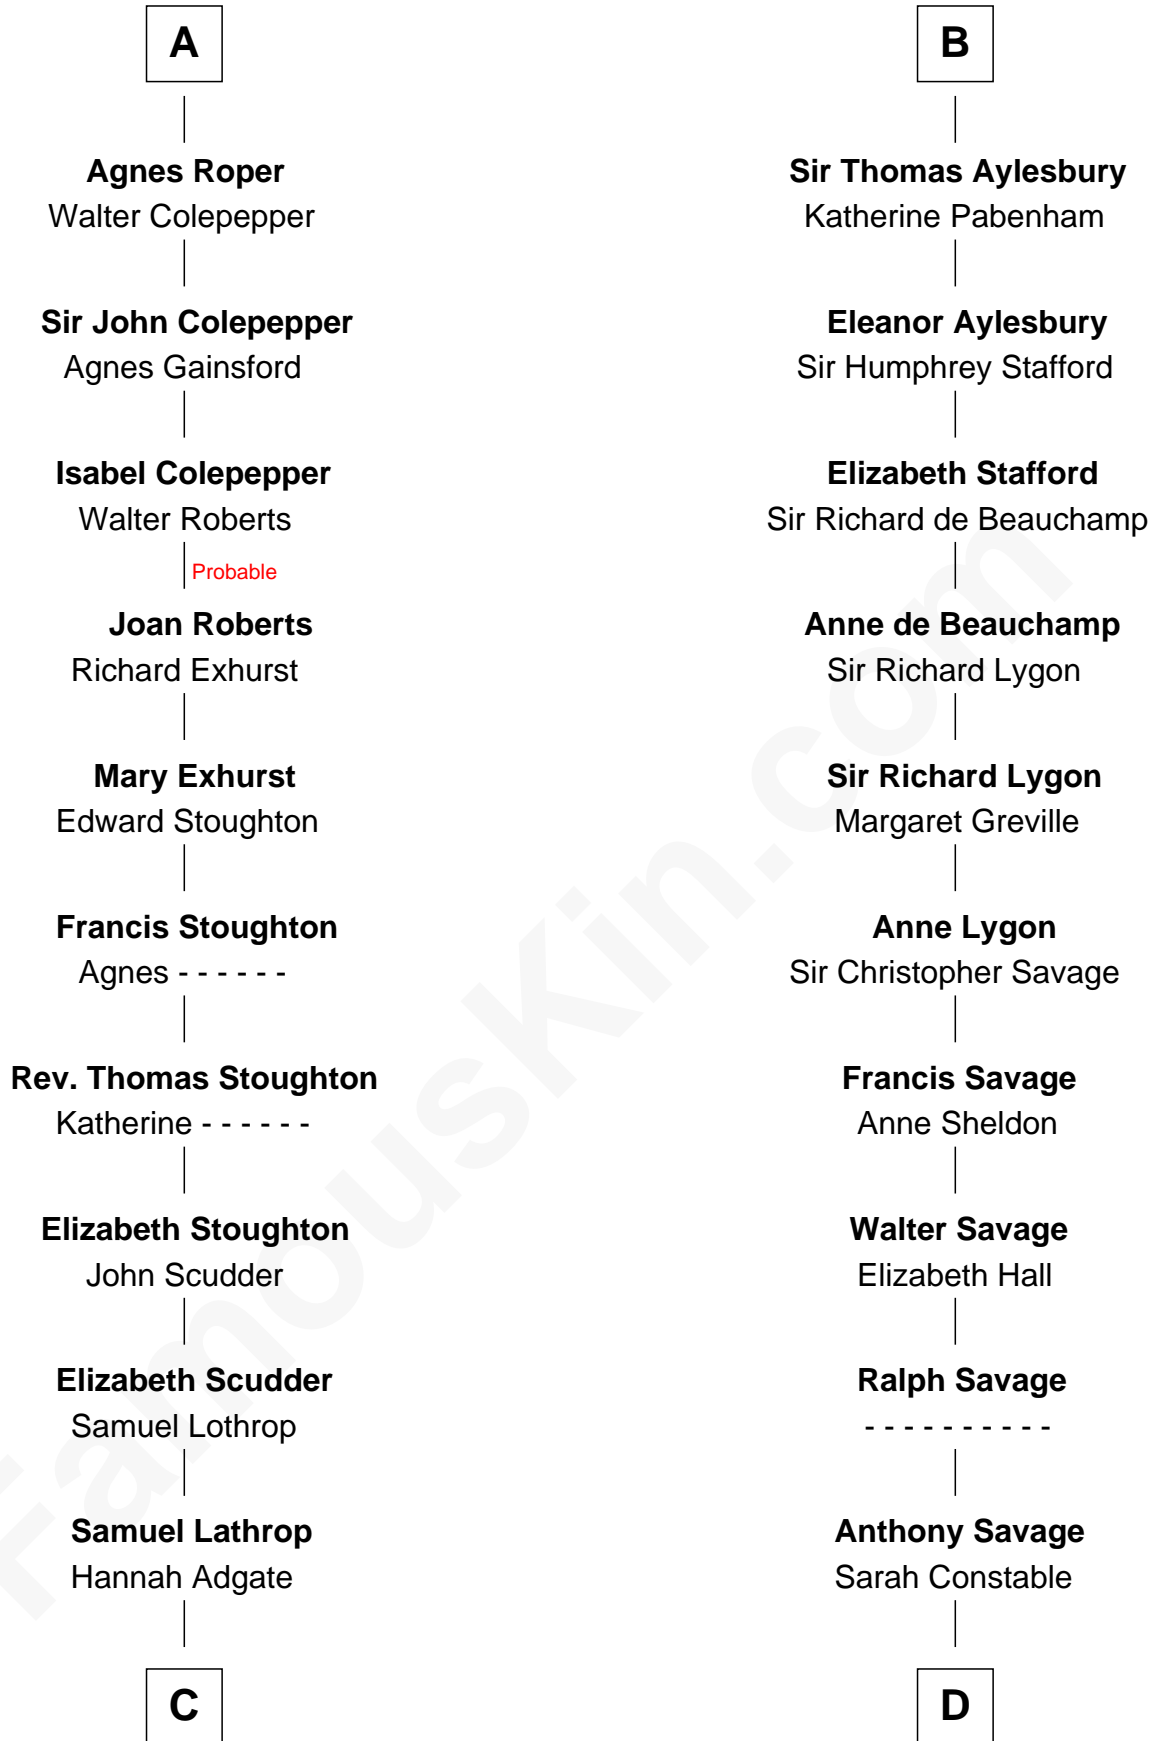 A
Agnes Roper
Walter Colepepper
Sir John Colepepper
Agnes Gainsford
Isabel Colepepper
Walter Roberts
Probable
Joan Roberts
Richard Exhurst
Mary Exhurst
Edward Stoughton
Francis Stoughton
Agnes - - - - - -
Rev. Thomas Stoughton
Katherine - - - - - -
Elizabeth Stoughton
John Scudder
Elizabeth Scudder
Samuel Lothrop
Samuel Lathrop
Hannah Adgate
C
B
Sir Thomas Aylesbury
Katherine Pabenham
Eleanor Aylesbury
Sir Humphrey Stafford
Elizabeth Stafford
Sir Richard de Beauchamp
Anne de Beauchamp
Sir Richard Lygon
Sir Richard Lygon
Margaret Greville
Anne Lygon
Sir Christopher Savage
Francis Savage
Anne Sheldon
Walter Savage
Elizabeth Hall
Ralph Savage
- - - - - - - - - -
Anthony Savage
Sarah Constable
D
FamousKin.com